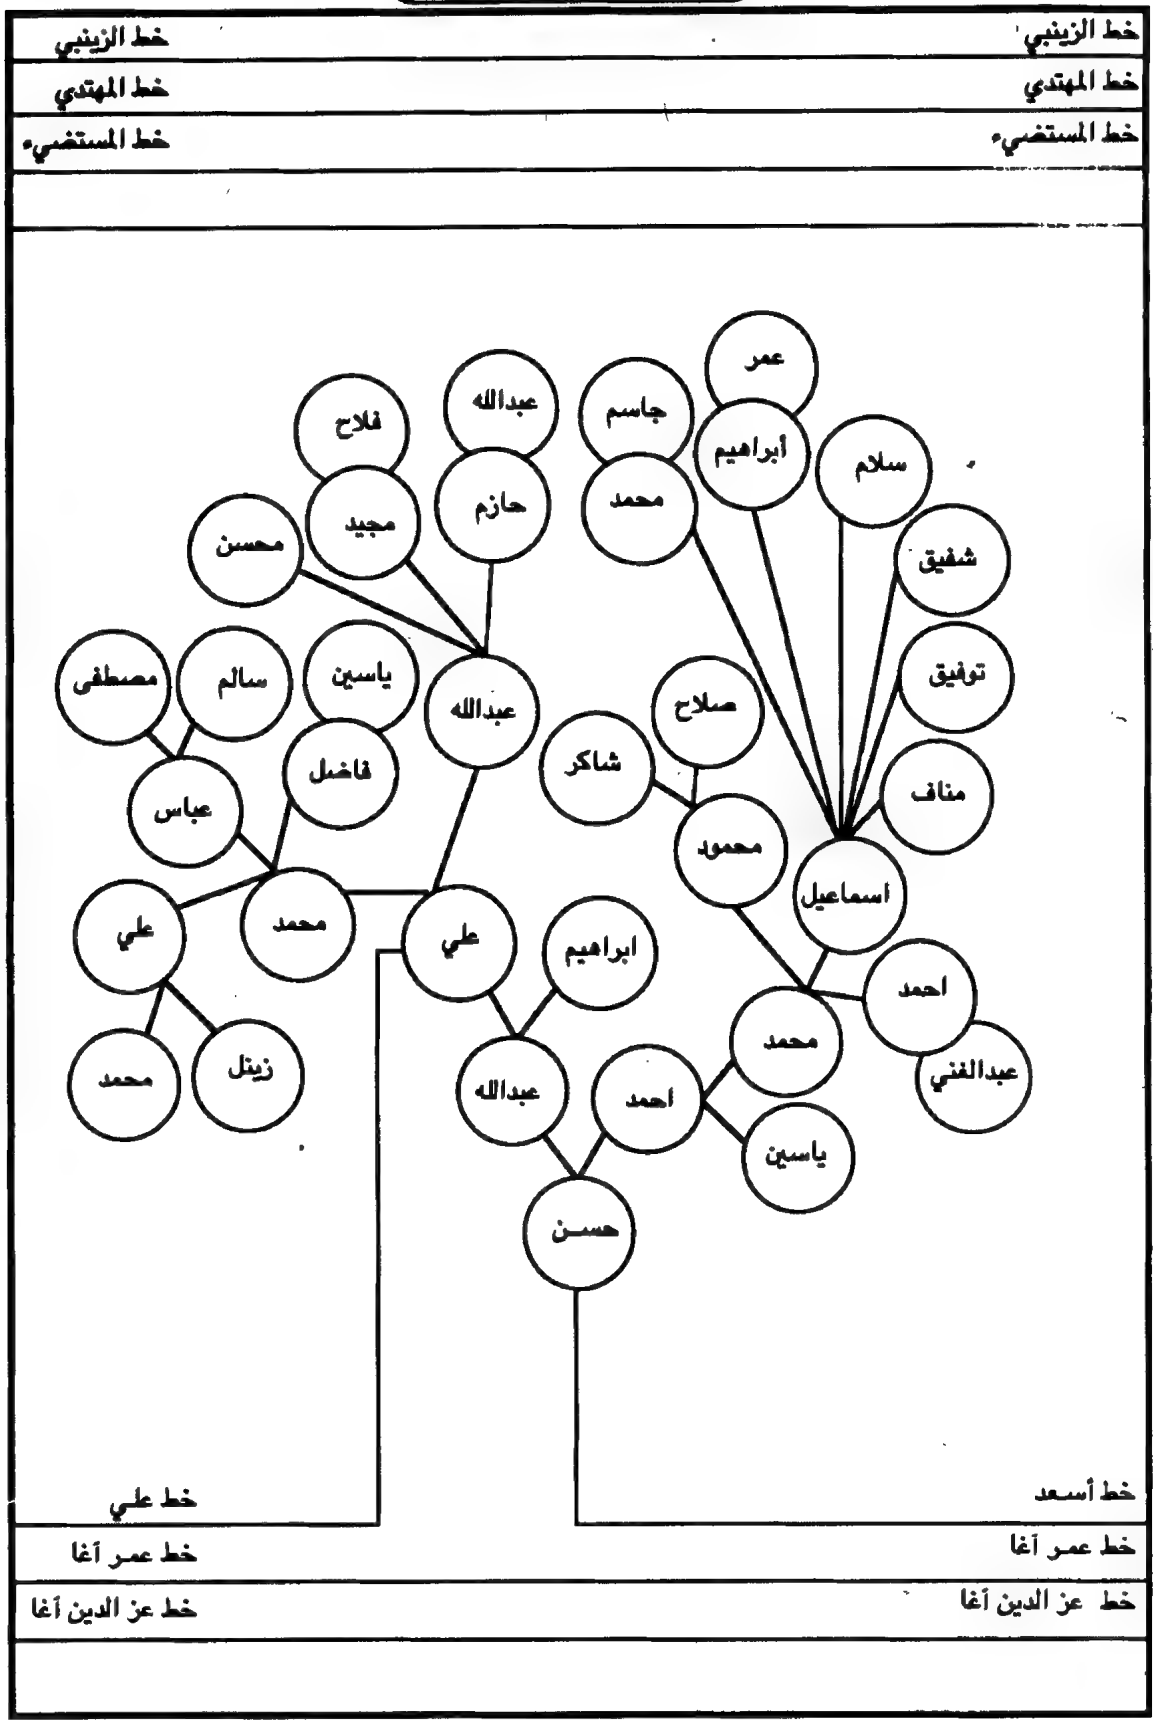 خط الزينبي
خط الزينبي
خط المهتدي
خط المهتدي
خط المستضيء
خط المستضيء
عمر
عبدالله
جاسم
فلاح
أبراهيم
سلام
حازم
محمد
مجيد
محسن
شفيق
توفيق
ياسين
سالم
مصطفى
صلاح
عبدالله
شاكر
فاضل
مناف
عباس
محمود
اسماعيل
محمد
علي
علي
ابراهيم
احمد
محمد
عبدالغني
زينل
محمد
عبدالله
احمد
ياسين
حسن
خط أسعد
خط علي
خط عمر آغا
خط عمر آغا
خط عز الدين آغا
خط عز الدين آغا